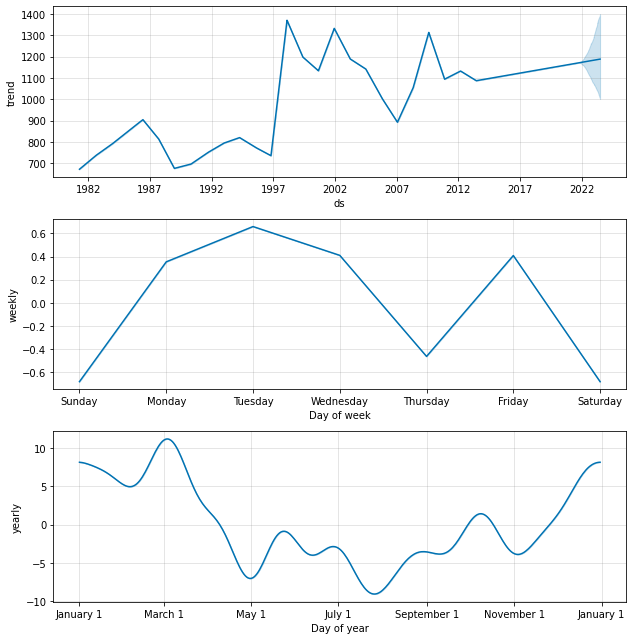 1400
1300
1200
1100
1000
900
800
700
trend
1982 1987 1992 1997 2002 2007 2012 2017 2022
ds
0.6
0.4
0.2
0.0
−0.2
−0.4
−0.6
weekly
Sunday Monday Tuesday Wednesday Thursday Friday Saturday
Day of week
10
5
0
−5
−10
yearly
January 1 March 1 May 1 July 1 September 1 November 1 January 1
Day of year